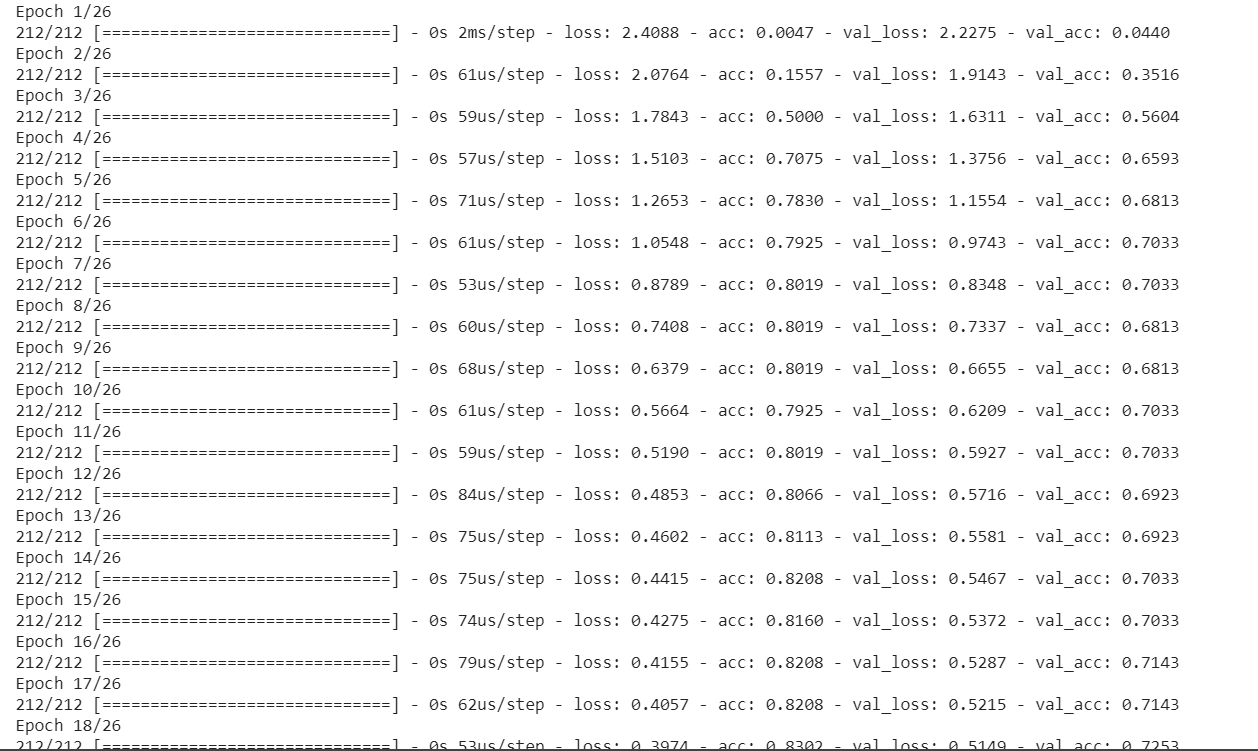 Epoch 1/26
212/212 [==============================] - 0s 2ms/step - loss: 2.4088 - acc: 0.0047 - val_loss: 2.2275 - val_acc: 0.0440
Epoch 2/26
212/212 [==============================] - 0s 61us/step - loss: 2.0764 - acc: 0.1557 - val_loss: 1.9143 - val_acc: 0.3516
Epoch 3/26
212/212 [==============================] - 0s 59us/step - loss: 1.7843 - acc: 0.5000 - val_loss: 1.6311 - val_acc: 0.5604
Epoch 4/26
212/212 [==============================] - 0s 57us/step - loss: 1.5103 - acc: 0.7075 - val_loss: 1.3756 - val_acc: 0.6593
Epoch 5/26
212/212 [==============================] - 0s 71us/step - loss: 1.2653 - acc: 0.7830 - val_loss: 1.1554 - val_acc: 0.6813
Epoch 6/26
212/212 [==============================] - 0s 61us/step - loss: 1.0548 - acc: 0.7925 - val_loss: 0.9743 - val_acc: 0.7033
Epoch 7/26
212/212 [==============================] - 0s 53us/step - loss: 0.8789 - acc: 0.8019 - val_loss: 0.8348 - val_acc: 0.7033
Epoch 8/26
212/212 [==============================] - 0s 60us/step - loss: 0.7408 - acc: 0.8019 - val_loss: 0.7337 - val_acc: 0.6813
Epoch 9/26
212/212 [==============================] - 0s 68us/step - loss: 0.6379 - acc: 0.8019 - val_loss: 0.6655 - val_acc: 0.6813
Epoch 10/26
212/212 [==============================] - 0s 61us/step - loss: 0.5664 - acc: 0.7925 - val_loss: 0.6209 - val_acc: 0.7033
Epoch 11/26
212/212 [==============================] - 0s 59us/step - loss: 0.5190 - acc: 0.8019 - val_loss: 0.5927 - val_acc: 0.7033
Epoch 12/26
212/212 [==============================] - 0s 84us/step - loss: 0.4853 - acc: 0.8066 - val_loss: 0.5716 - val_acc: 0.6923
Epoch 13/26
212/212 [==============================] - 0s 75us/step - loss: 0.4602 - acc: 0.8113 - val_loss: 0.5581 - val_acc: 0.6923
Epoch 14/26
212/212 [==============================] - 0s 75us/step - loss: 0.4415 - acc: 0.8208 - val_loss: 0.5467 - val_acc: 0.7033
Epoch 15/26
212/212 [==============================] - 0s 74us/step - loss: 0.4275 - acc: 0.8160 - val_loss: 0.5372 - val_acc: 0.7033
Epoch 16/26
212/212 [==============================] - 0s 79us/step - loss: 0.4155 - acc: 0.8208 - val_loss: 0.5287 - val_acc: 0.7143
Epoch 17/26
212/212 [==============================] - 0s 62us/step - loss: 0.4057 - acc: 0.8208 - val_loss: 0.5215 - val_acc: 0.7143
Epoch 18/26
212/212 [==============================] - 0s 53us/step - loss: 0.3974 - acc: 0.8302 - val_loss: 0.5149 - val_acc: 0.7253